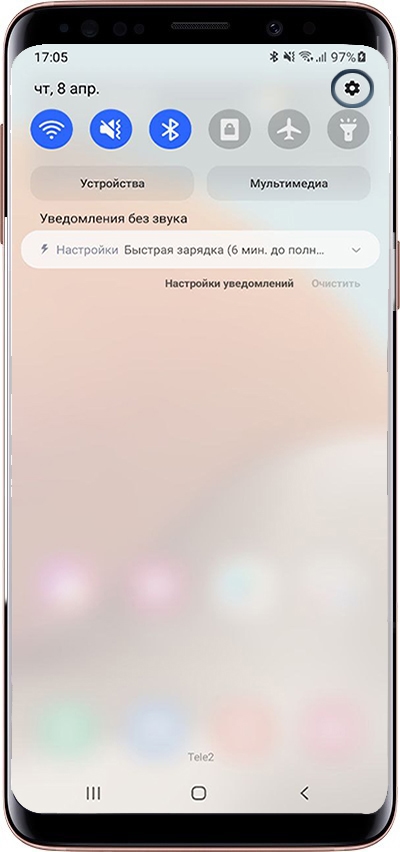 17:05 97%
чт, 8 апр.
Устройства Мультимедиа
Уведомления без звука
Настройки Быстрая зарядка (6 мин. до полн...
Настройки уведомлений Очистить
Tele2